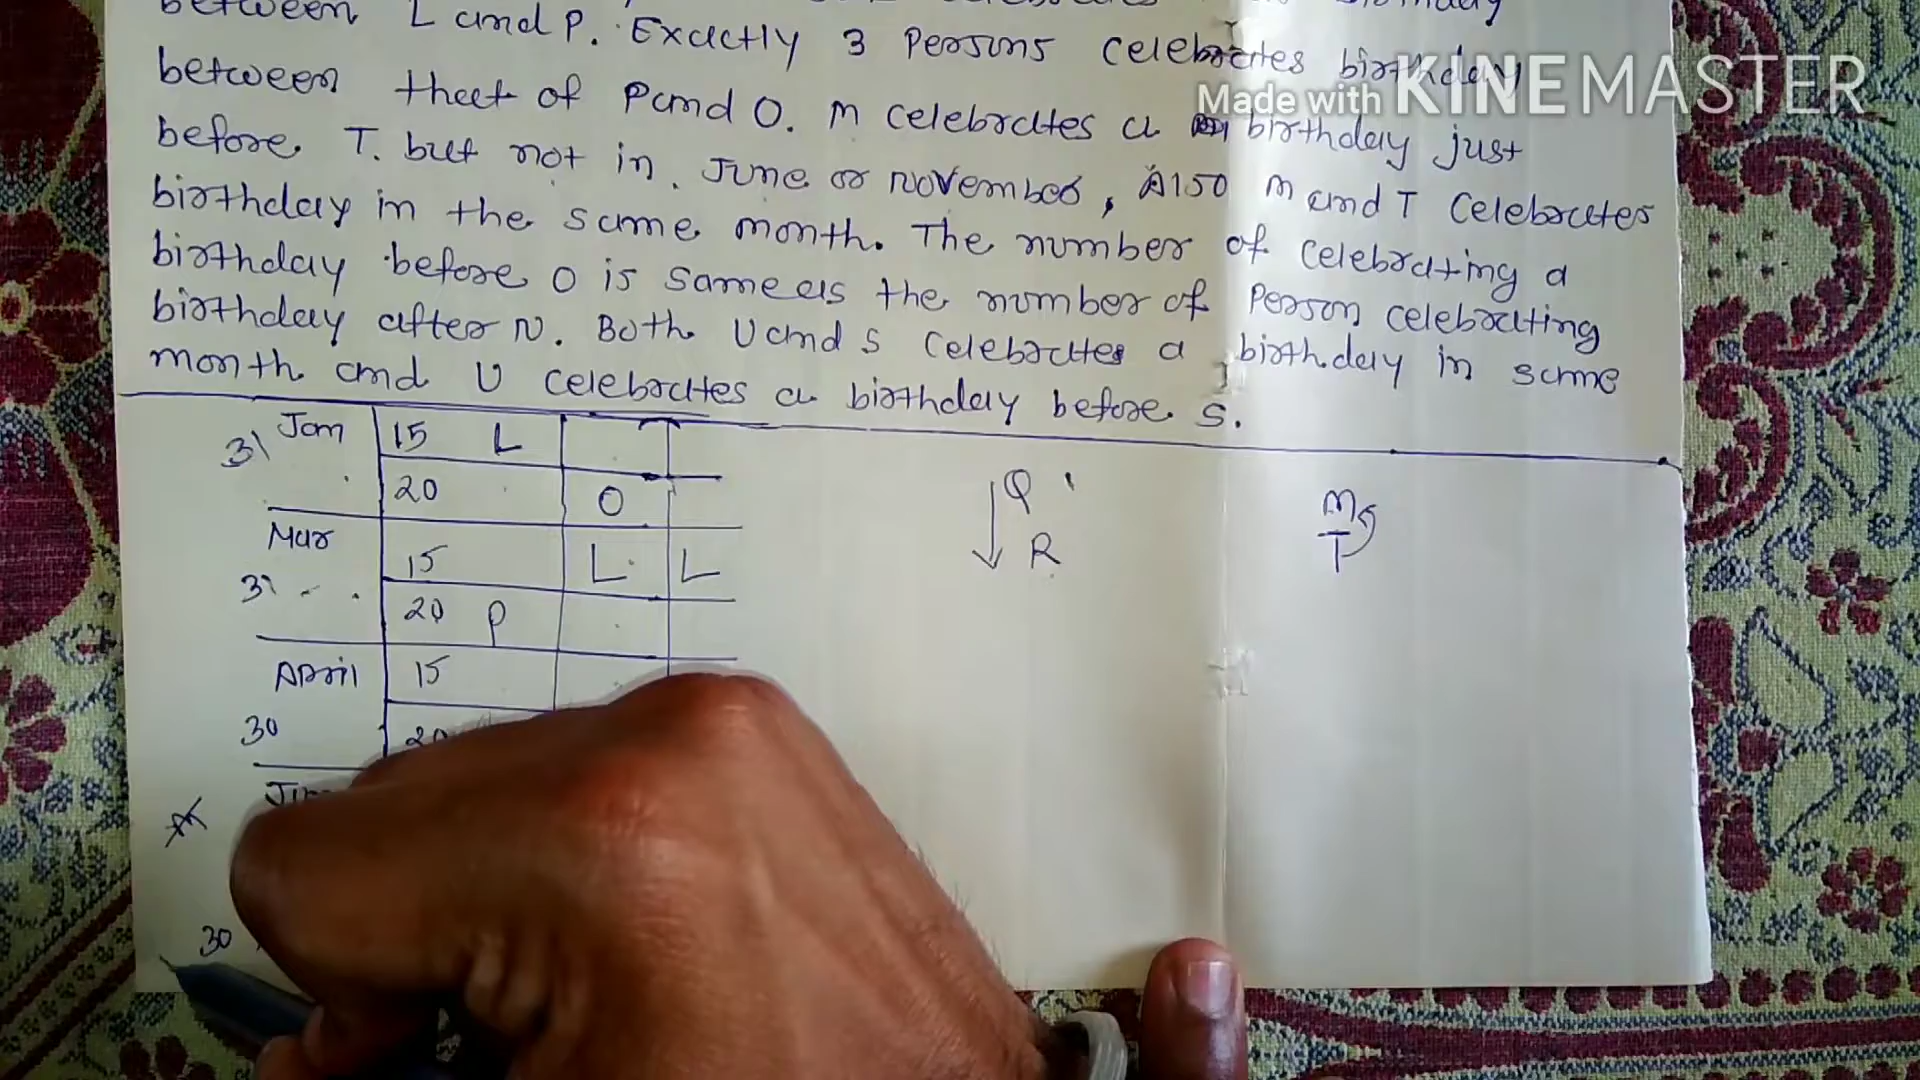 between L and P. Exactly 3 Persons celebrates birthday
Made with KINEMASTER
between that of P and O. M celebrates a birthday just
before T. but not in June or november, Also M and T celebrates
birthday in the same month. The number of celebrating a
birthday before O is same as the number of Person celebrating
birthday after N. Both U and S celebrates a birthday in same
month and U celebrates a birthday before S.
31 Jan 15 L
20 O
Mar
31 15 L L
20 P
April 15
30 20
30
Q
R
M
T